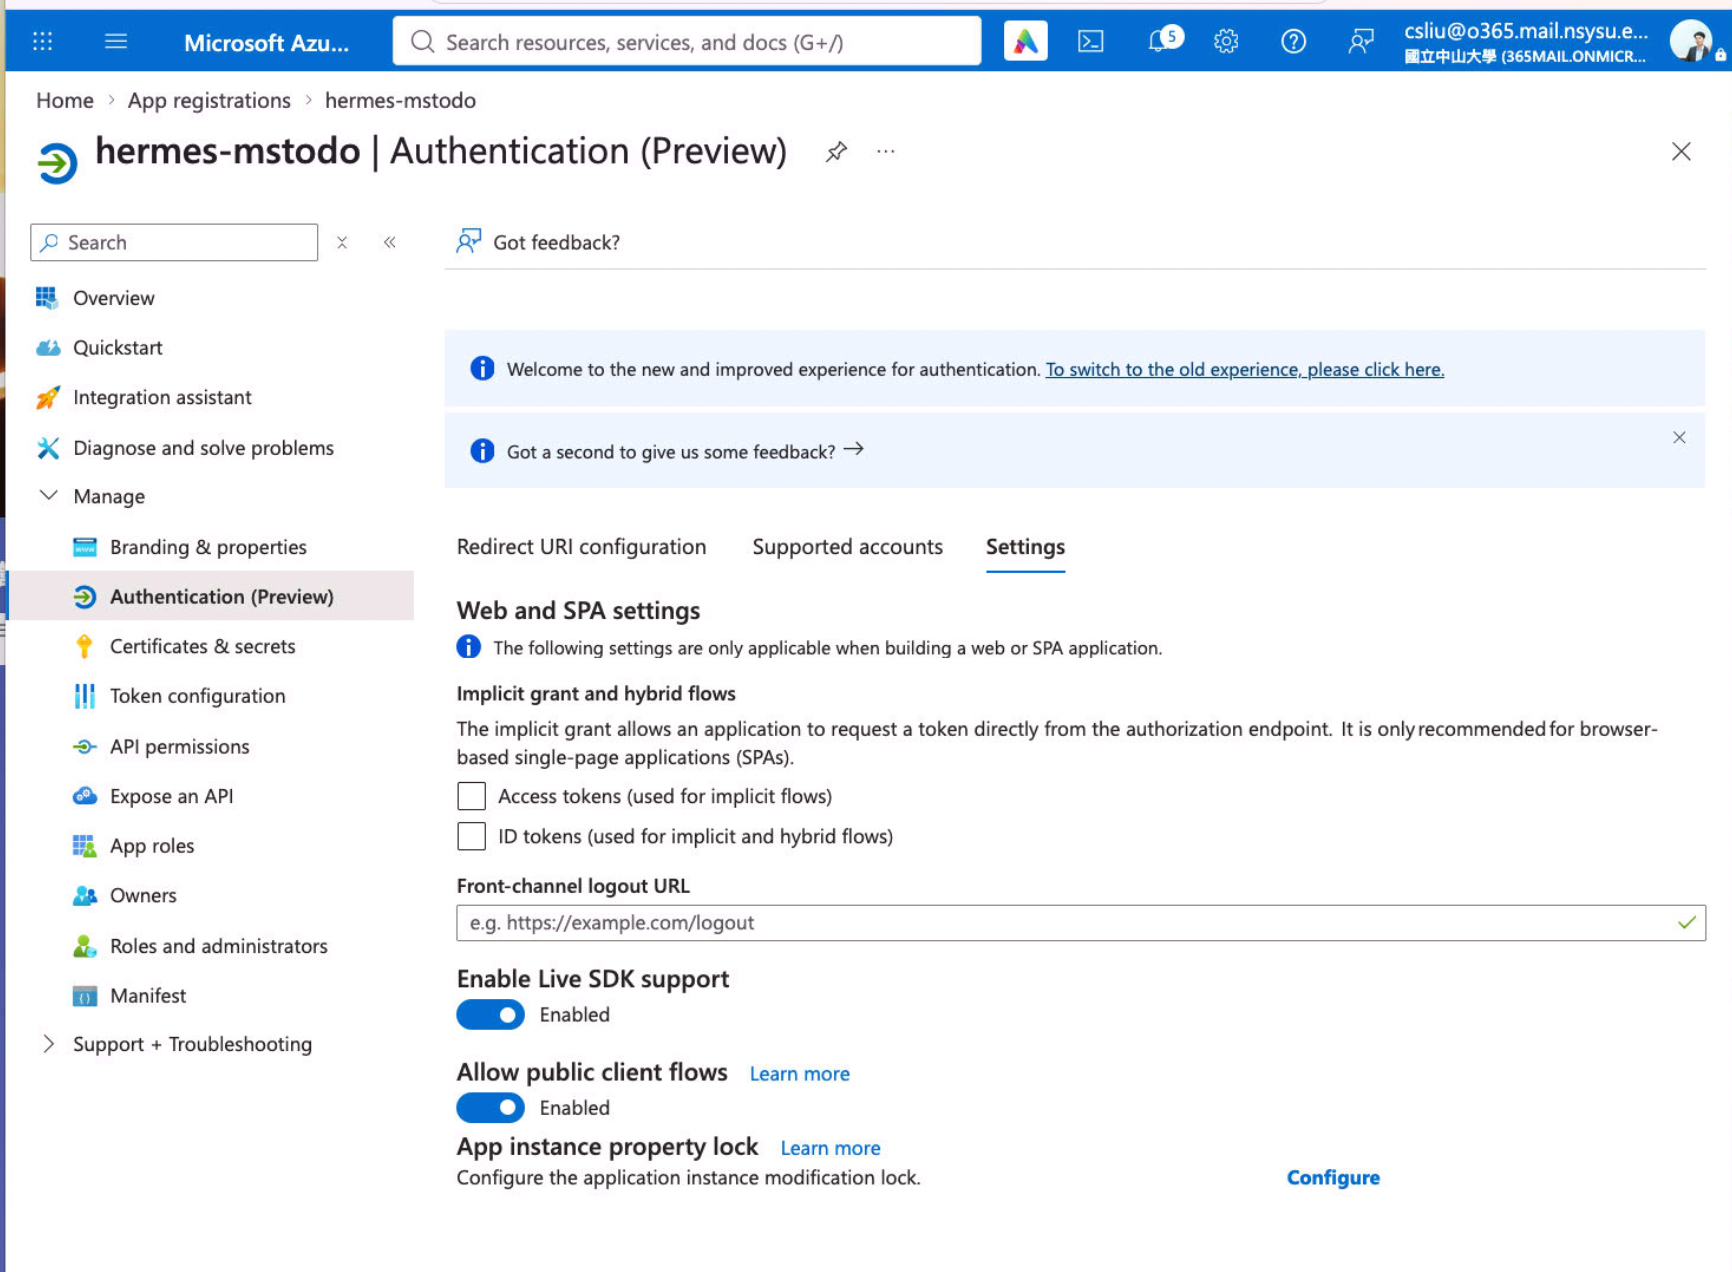 Microsoft Azu...
Search resources, services, and docs (G+/)
5
csliu@o365.mail.nsysu.e...
國立中山大學 (365MAIL.ONMICR...
Home > App registrations > hermes-mstodo
hermes-mstodo | Authentication (Preview)
Search
Got feedback?
Overview
Quickstart
Integration assistant
Diagnose and solve problems
Manage
Branding & properties
Authentication (Preview)
Certificates & secrets
Token configuration
API permissions
Expose an API
App roles
Owners
Roles and administrators
Manifest
Support + Troubleshooting
Welcome to the new and improved experience for authentication. To switch to the old experience, please click here.
Got a second to give us some feedback? →
Redirect URI configuration Supported accounts Settings
Web and SPA settings
The following settings are only applicable when building a web or SPA application.
Implicit grant and hybrid flows
The implicit grant allows an application to request a token directly from the authorization endpoint. It is only recommended for browser-
based single-page applications (SPAs).
Access tokens (used for implicit flows)
ID tokens (used for implicit and hybrid flows)
Front-channel logout URL
e.g. https://example.com/logout
Enable Live SDK support
Enabled
Allow public client flows Learn more
Enabled
App instance property lock Learn more
Configure the application instance modification lock. Configure